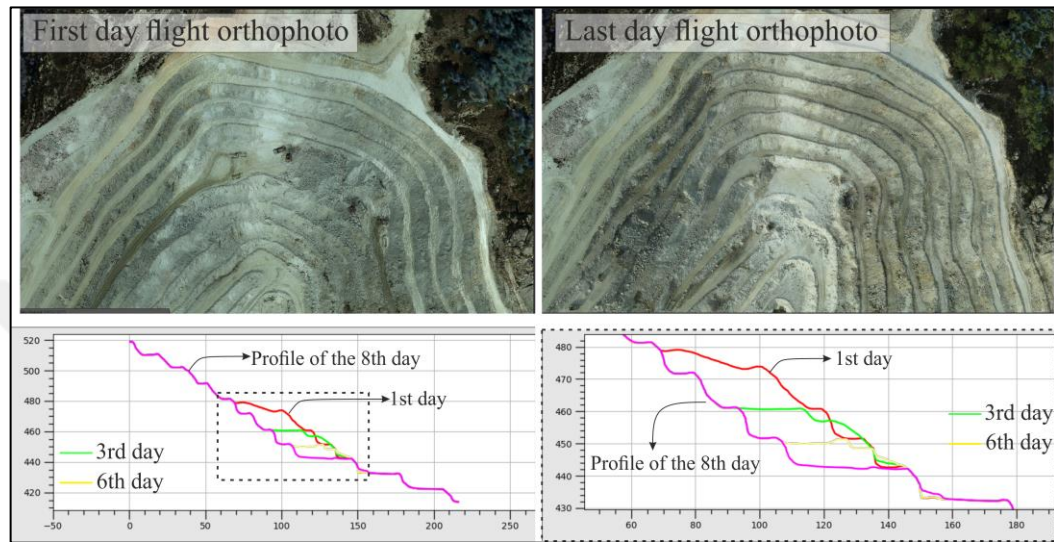 First day flight orthophoto
Last day flight orthophoto
520
500
480
460
440
420
Profile of the 8th day
1st day
3rd day
6th day
−50
0
50
100
150
200
250
480
470
460
450
440
430
1st day
3rd day
Profile of the 8th day
6th day
60
80
100
120
140
160
180